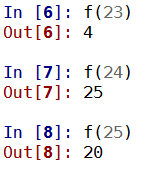 In [6]: f(23)
Out[6]: 4
In [7]: f(24)
Out[7]: 25
In [8]: f(25)
Out[8]: 20